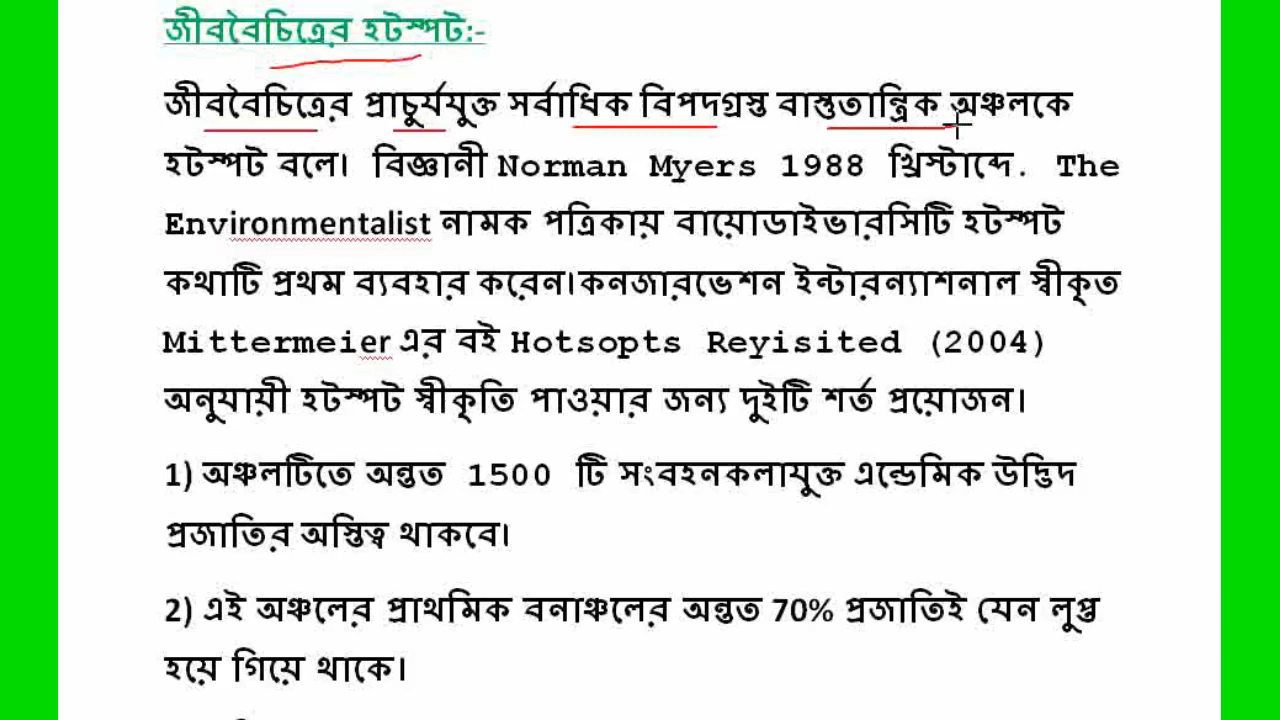 জীববৈচিত্রের হটস্পট:-
জীববৈচিত্রের প্রাচুর্যযুক্ত সর্বাধিক বিপদগ্রস্ত বাস্তুতান্ত্রিক অঞ্চলকে
হটস্পট বলে। বিজ্ঞানী Norman Myers 1988 খ্রিস্টাব্দে. The
Environmentalist নামক পত্রিকায় বায়োডাইভারসিটি হটস্পট
কথাটি প্রথম ব্যবহার করেন।কনজারভেশন ইন্টারন্যাশনাল স্বীকৃত
Mittermeier এর বই Hotsopts Reyisited (2004)
অনুযায়ী হটস্পট স্বীকৃতি পাওয়ার জন্য দুইটি শর্ত প্রয়োজন।
1) অঞ্চলটিতে অন্তত 1500 টি সংবহনকলাযুক্ত এন্ডেমিক উদ্ভিদ
প্রজাতির অস্তিত্ব থাকবে।
2) এই অঞ্চলের প্রাথমিক বনাঞ্চলের অন্তত 70% প্রজাতিই যেন লুপ্ত
হয়ে গিয়ে থাকে।